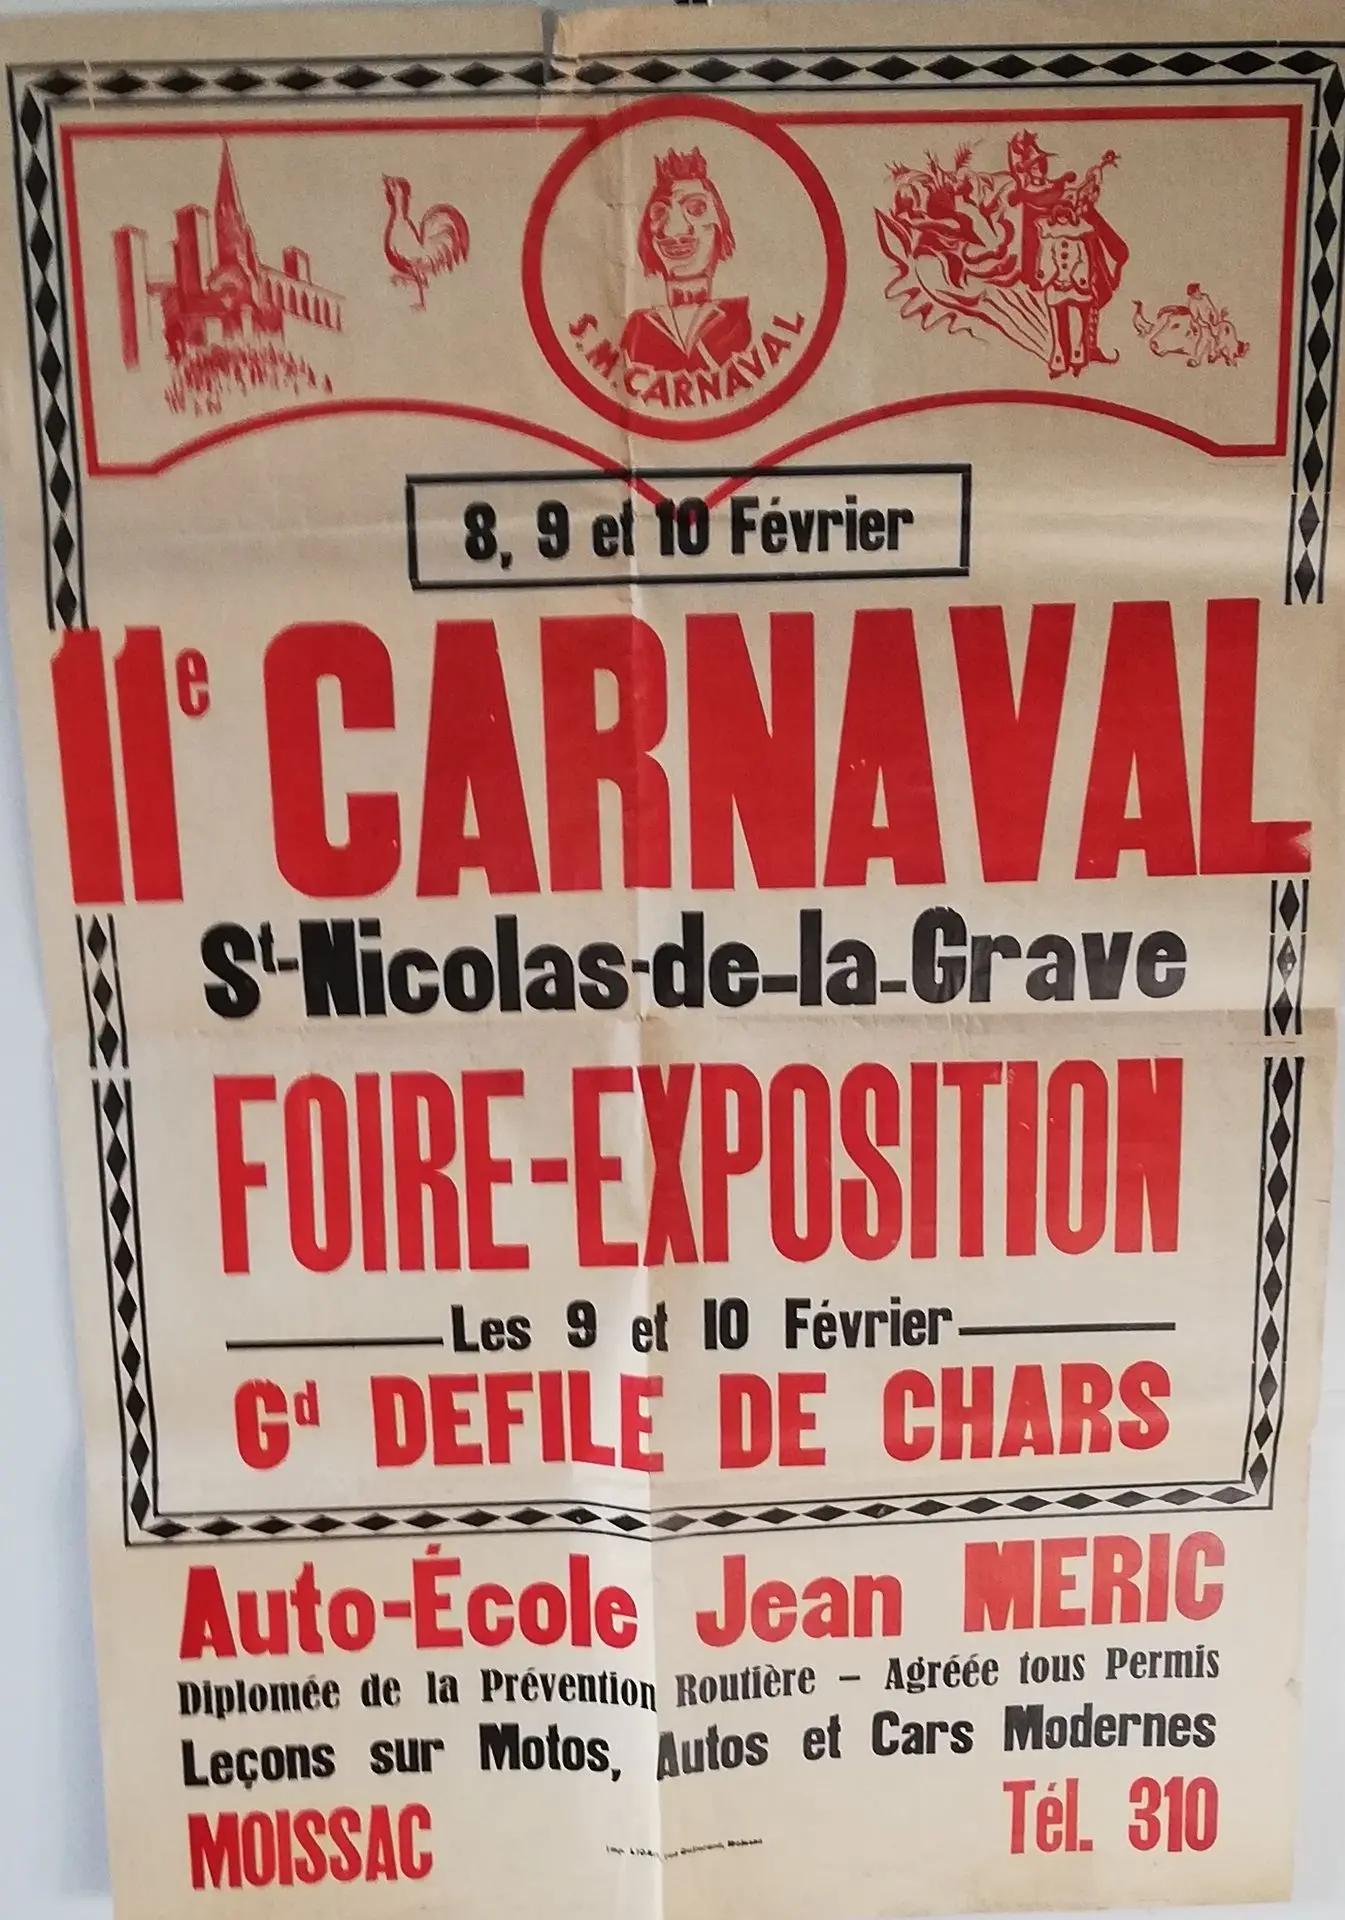 S.M. CARNAVAL
8, 9 et 10 Février
11e CARNAVAL
St-Nicolas-de-la-Grave
FOIRE-EXPOSITION
Les 9 et 10 Février
Gd DEFILE DE CHARS
Auto-École Jean MERIC
Diplomée de la Prévention Routière – Agréée tous Permis
Leçons sur Motos, Autos et Cars Modernes
MOISSAC Tél. 310
Imp. Moissac